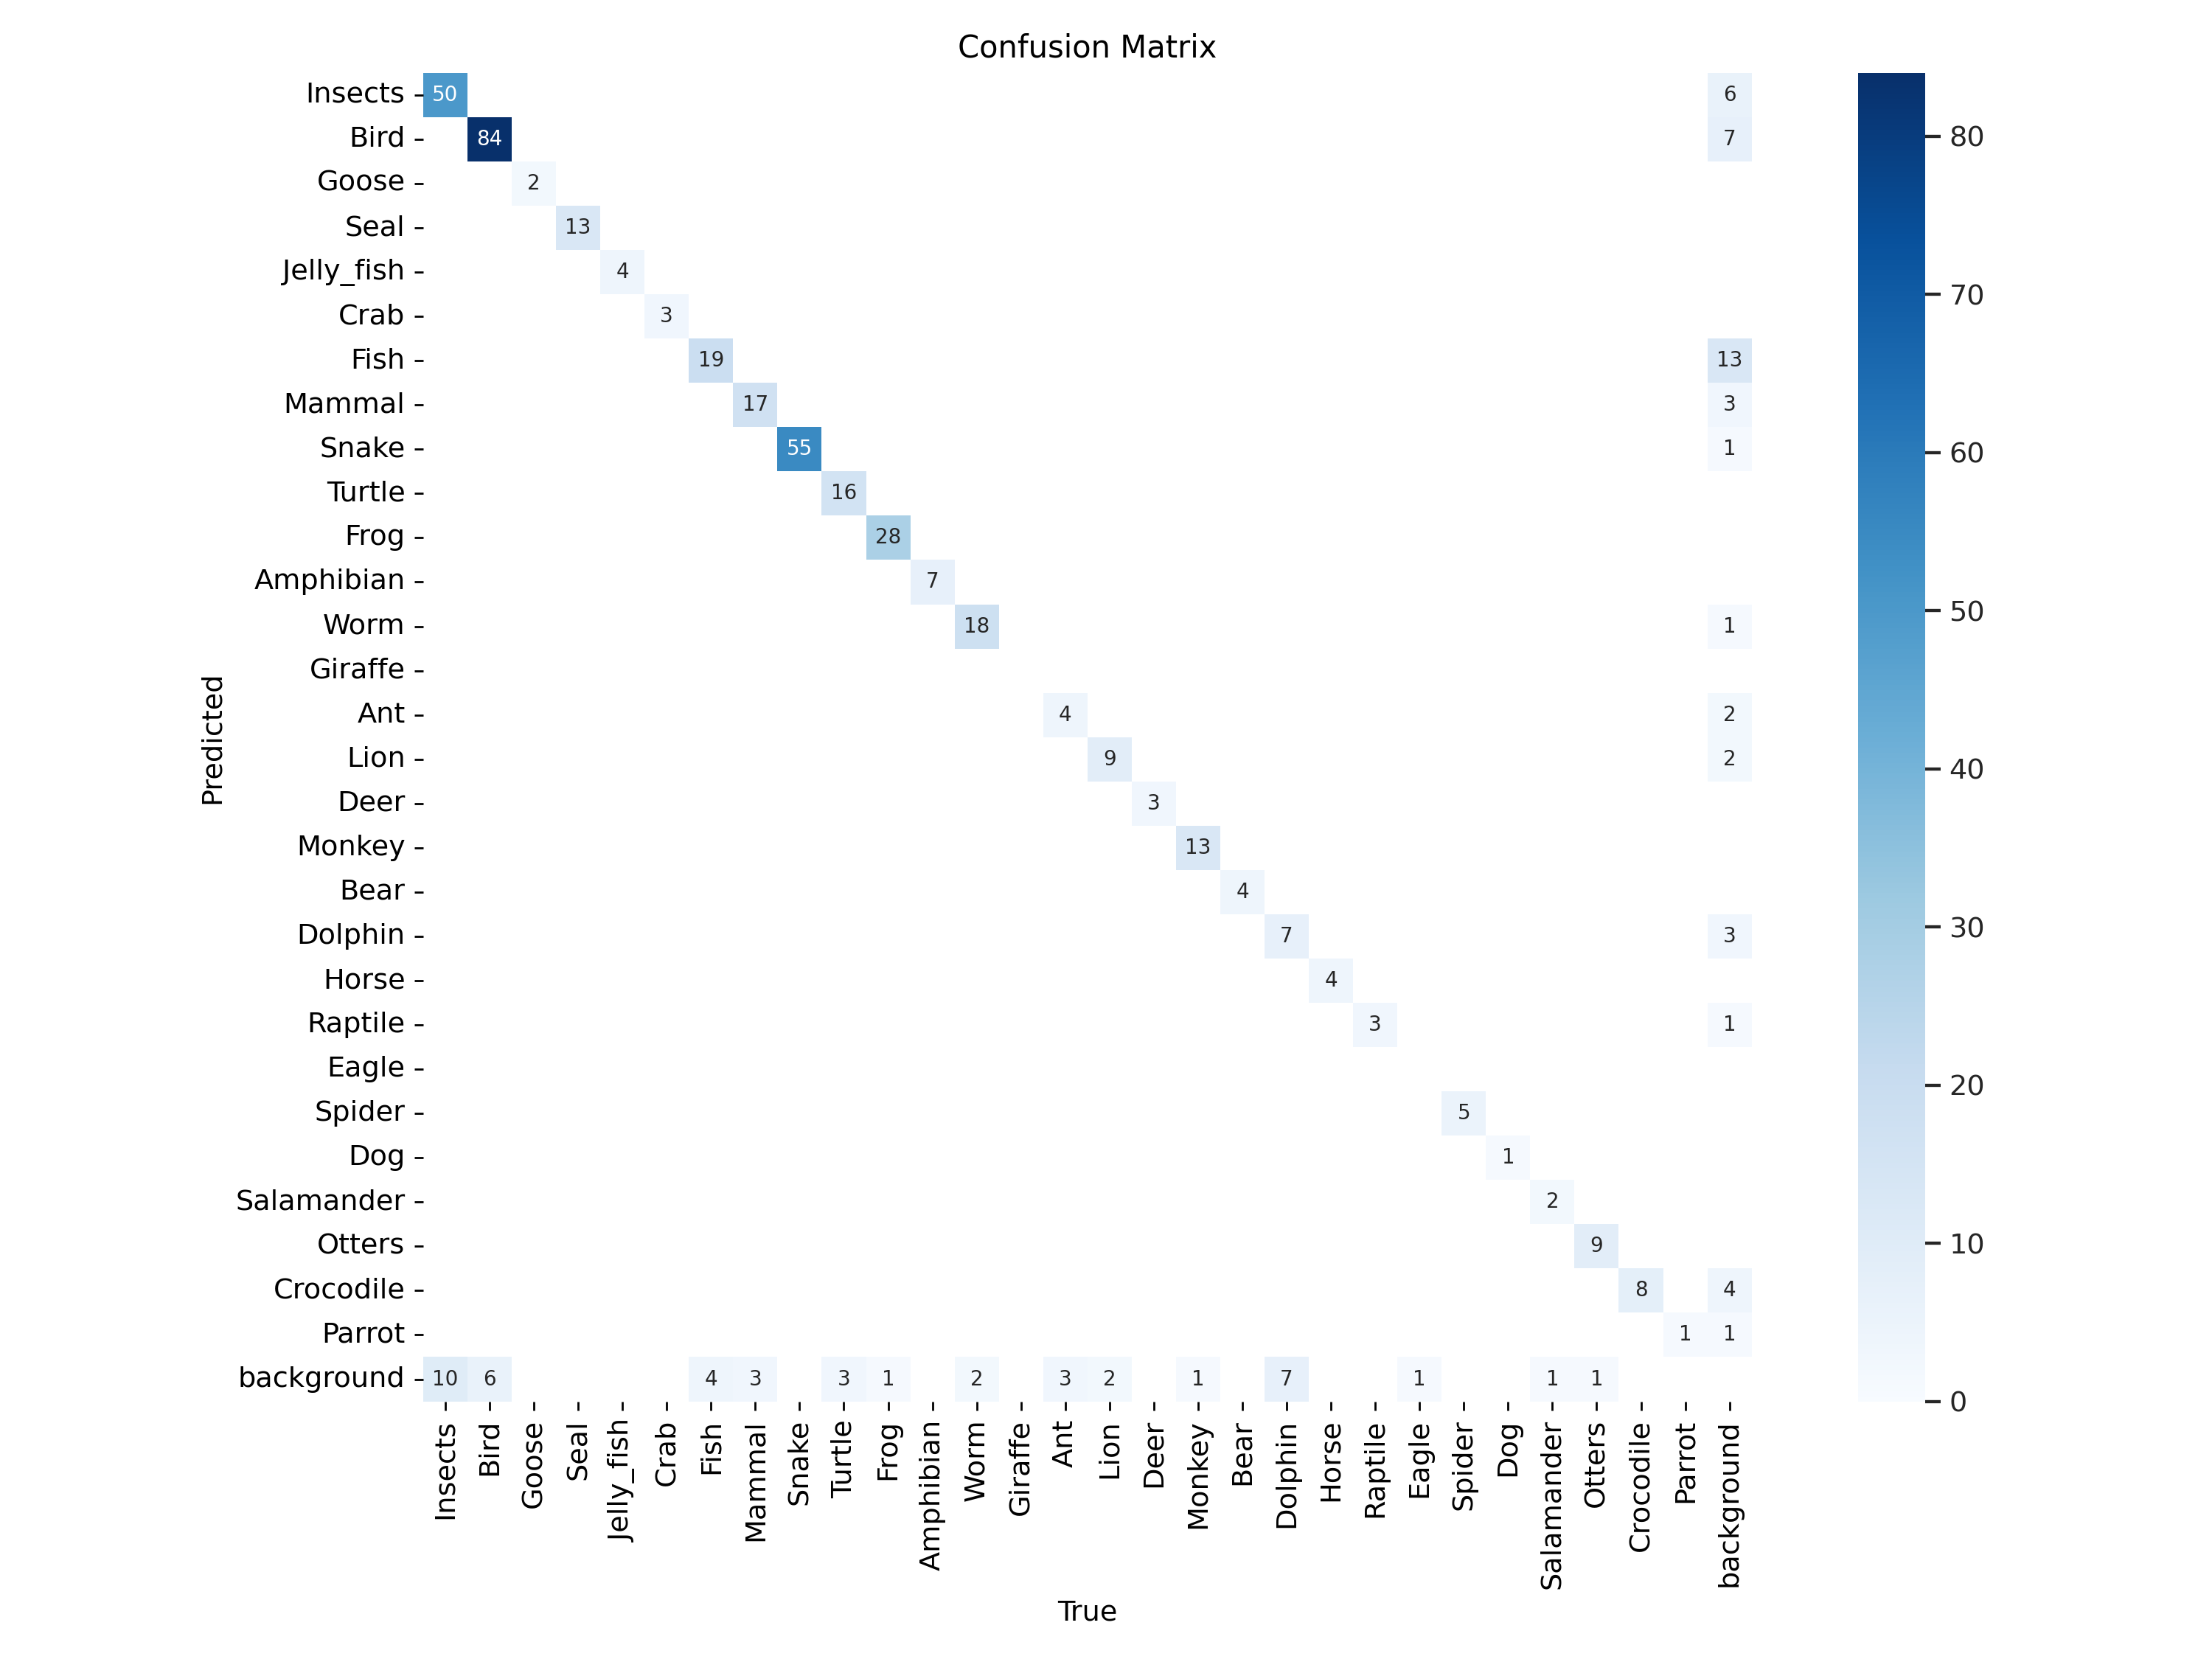 Confusion Matrix
Insects 50 6
Bird 84 7 80
Goose 2
Seal 13
Jelly_fish 4 70
Crab 3
Fish 19 13
Mammal 17 3
Snake 55 1 60
Turtle 16
Frog 28
Amphibian 7
Worm 18 1 50
Giraffe
Ant 4 2
Lion 9 2 40
Deer 3
Monkey 13
Bear 4
Dolphin 7 3 30
Horse 4
Raptile 3 1
Eagle
Spider 5 20
Dog 1
Salamander 2
Otters 9 10
Crocodile 8 4
Parrot 1 1
background 10 6 4 3 3 1 2 3 2 1 7 1 1 1 0
Predicted
Insects Bird Goose Seal Jelly_fish Crab Fish Mammal Snake Turtle Frog Amphibian Worm Giraffe Ant Lion Deer Monkey Bear Dolphin Horse Raptile Eagle Spider Dog Salamander Otters Crocodile Parrot background
True